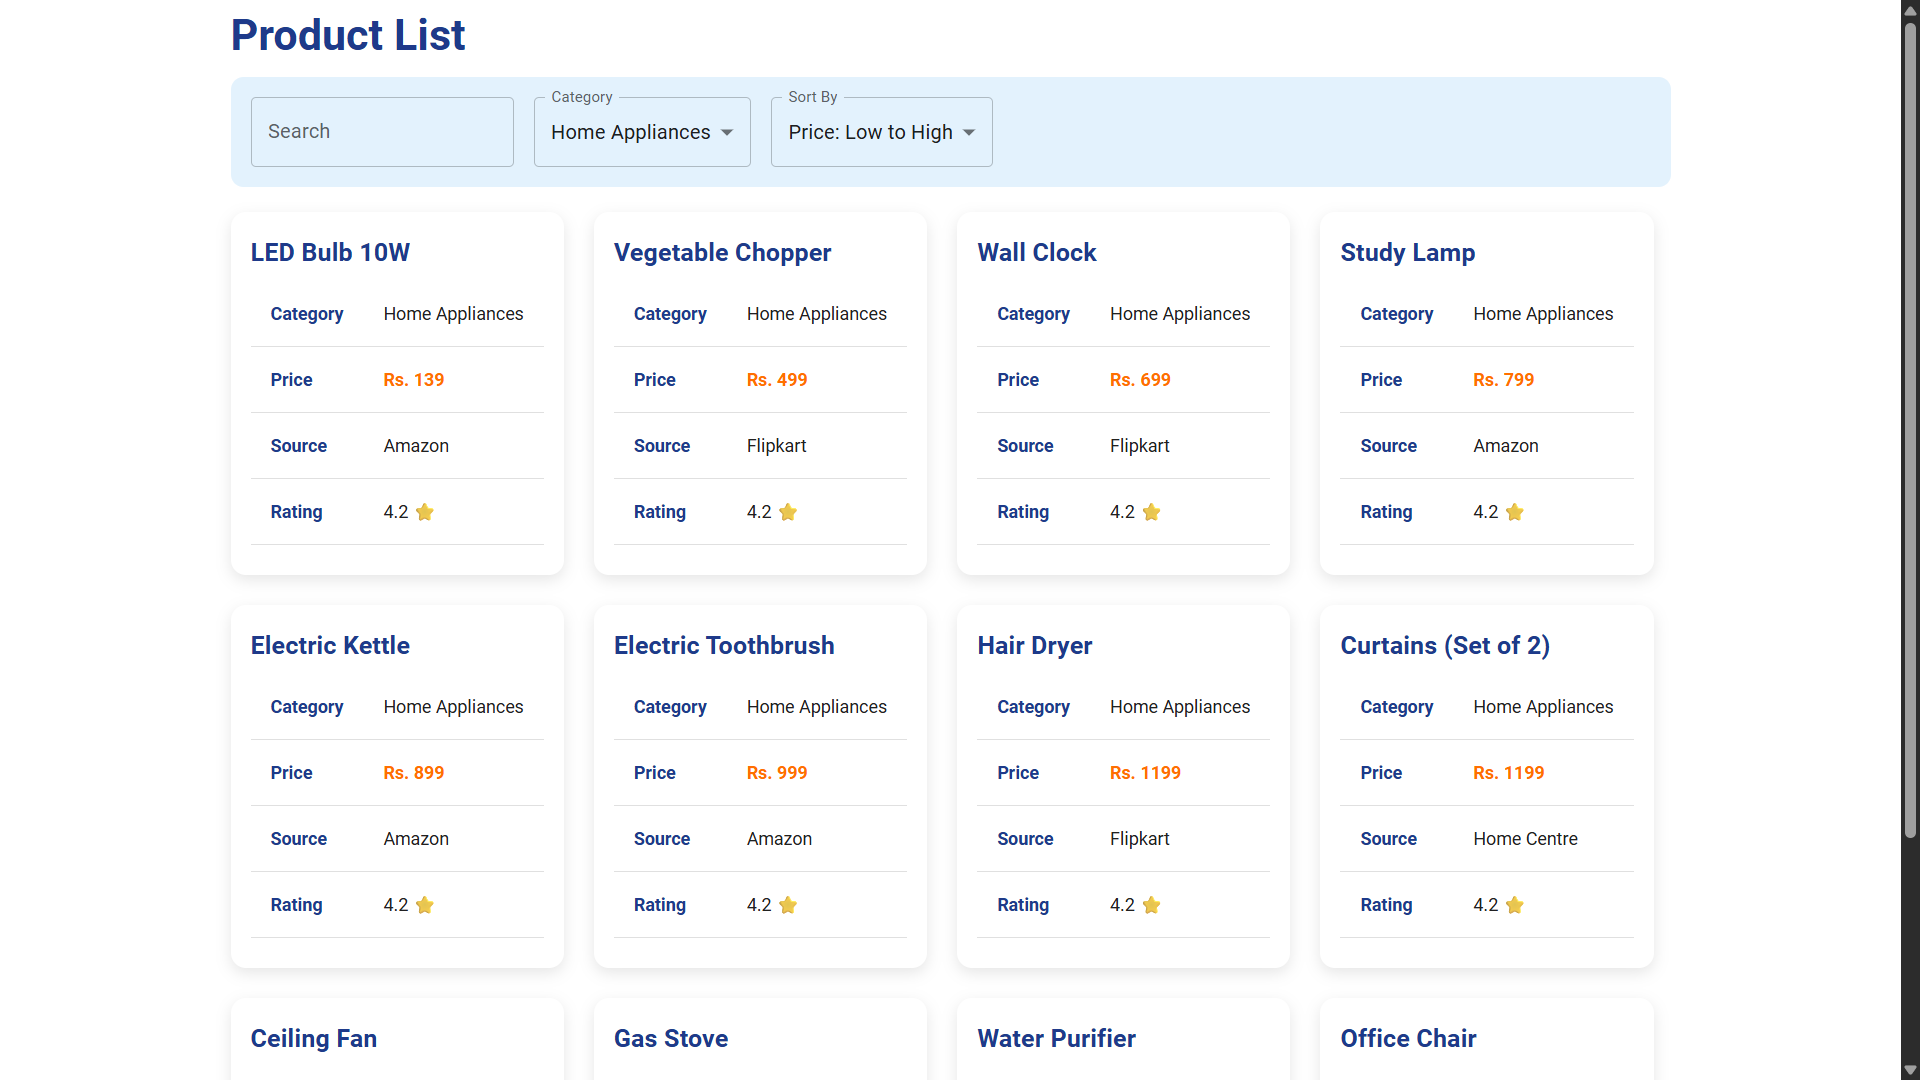 Product List
Search
Category
Home Appliances
Sort By
Price: Low to High
LED Bulb 10W
Category Home Appliances
Price Rs. 139
Source Amazon
Rating 4.2 ⭐
Vegetable Chopper
Category Home Appliances
Price Rs. 499
Source Flipkart
Rating 4.2 ⭐
Wall Clock
Category Home Appliances
Price Rs. 699
Source Flipkart
Rating 4.2 ⭐
Study Lamp
Category Home Appliances
Price Rs. 799
Source Amazon
Rating 4.2 ⭐
Electric Kettle
Category Home Appliances
Price Rs. 899
Source Amazon
Rating 4.2 ⭐
Electric Toothbrush
Category Home Appliances
Price Rs. 999
Source Amazon
Rating 4.2 ⭐
Hair Dryer
Category Home Appliances
Price Rs. 1199
Source Flipkart
Rating 4.2 ⭐
Curtains (Set of 2)
Category Home Appliances
Price Rs. 1199
Source Home Centre
Rating 4.2 ⭐
Ceiling Fan
Gas Stove
Water Purifier
Office Chair